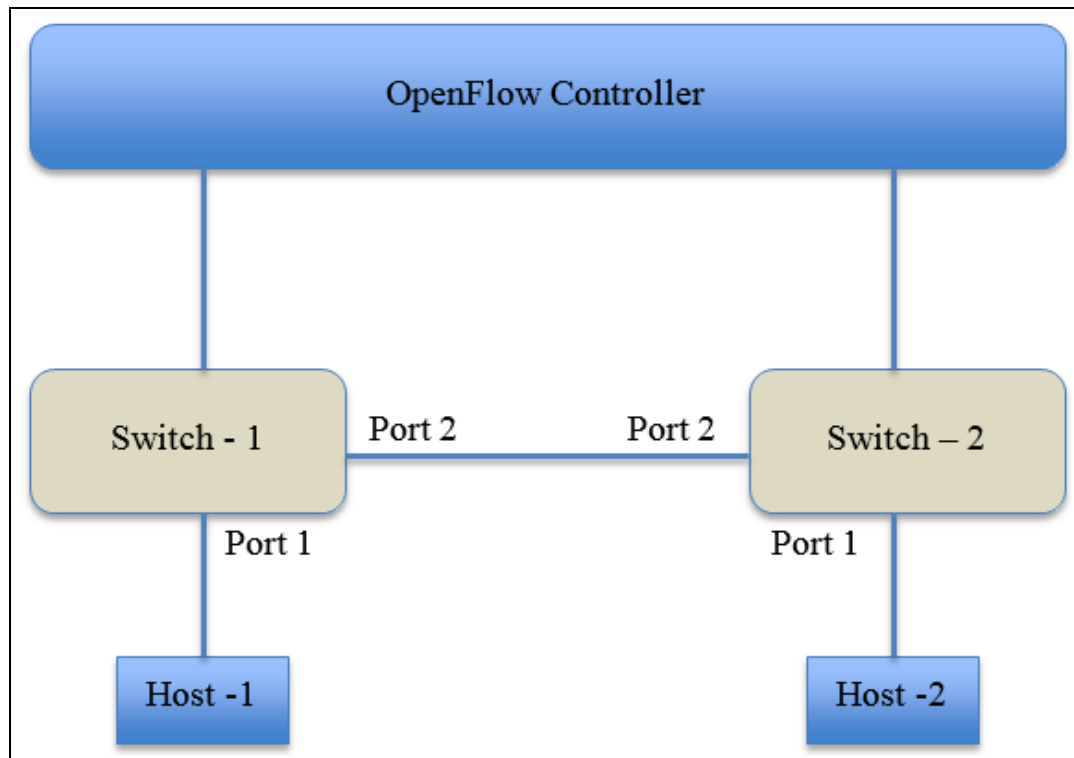 OpenFlow Controller
Switch - 1
Port 2
Port 2
Switch – 2
Port 1
Port 1
Host -1
Host -2